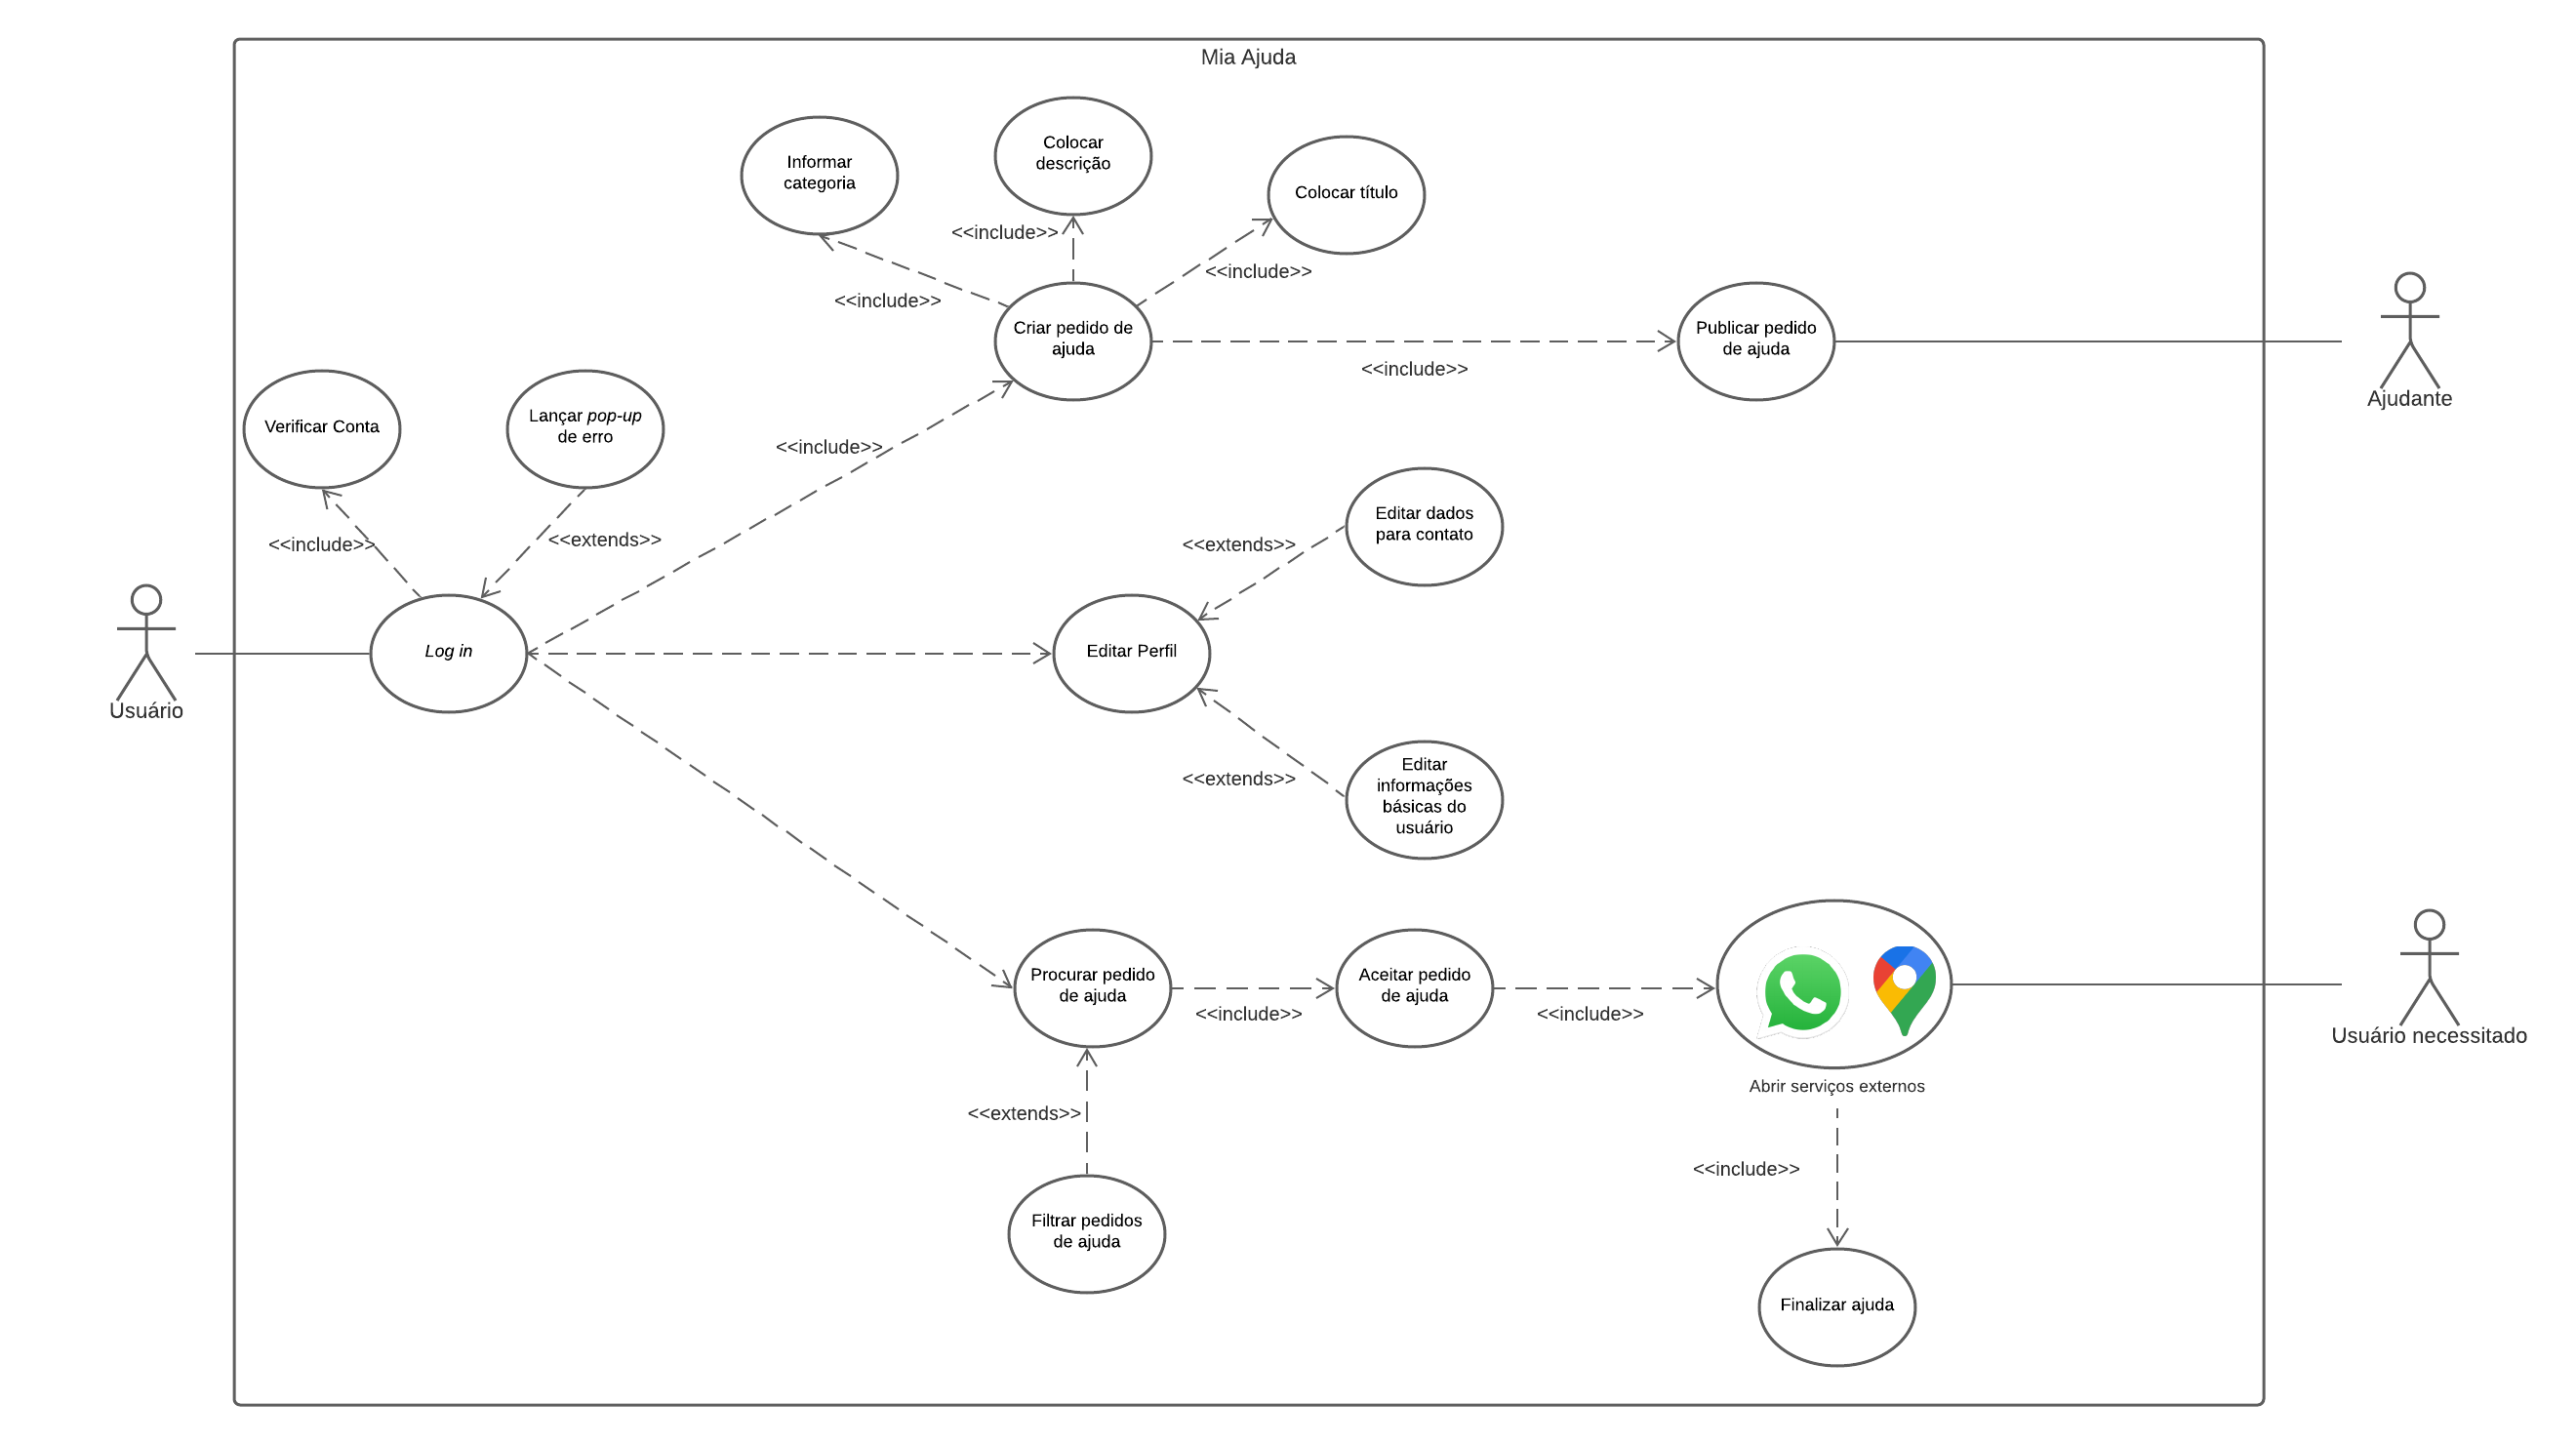 Mia Ajuda
Informar
categoria
Colocar
descrição
Colocar título
<<include>>
<<include>>
<<include>>
Criar pedido de
ajuda
<<include>>
Publicar pedido
de ajuda
Ajudante
Verificar Conta
Lançar pop-up
de erro
<<include>>
<<include>>
<<extends>>
Log in
Usuário
Editar dados
para contato
<<extends>>
Editar Perfil
<<extends>>
Editar
informações
básicas do
usuário
Procurar pedido
de ajuda
<<include>>
Aceitar pedido
de ajuda
<<include>>
Abrir serviços externos
Usuário necessitado
<<extends>>
Filtrar pedidos
de ajuda
<<include>>
Finalizar ajuda